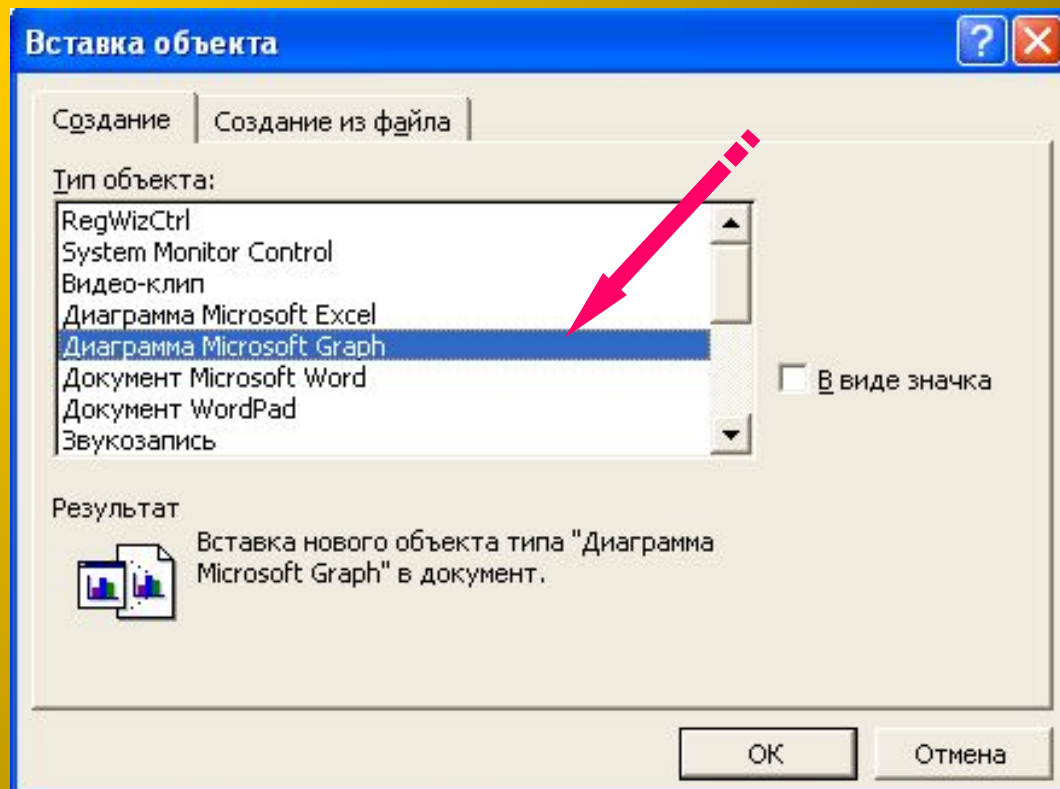 Вставка объекта
Создание
Создание из файла
Тип объекта:
RegWizCtrl
System Monitor Control
Видео-клип
Диаграмма Microsoft Excel
Диаграмма Microsoft Graph
Документ Microsoft Word
Документ WordPad
Звукозапись
В виде значка
Результат
Вставка нового объекта типа "Диаграмма
Microsoft Graph" в документ.
ОК
Отмена